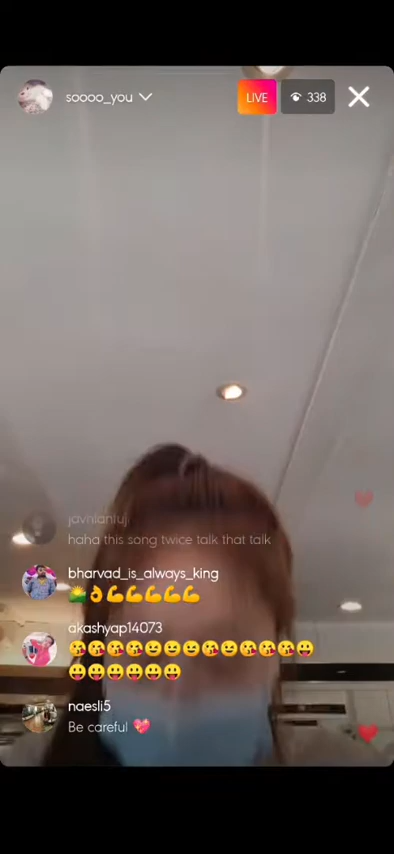 soooo_you
LIVE
338
haha this song twice talk that talk
bharvad_is_always_king
🌅👌💪💪💪💪💪
akashyap14073
😘😘😘😘😉😉😉😘😉😘😘😘😛
😛😛😛😛😛😛
naesli5
Be careful 💖